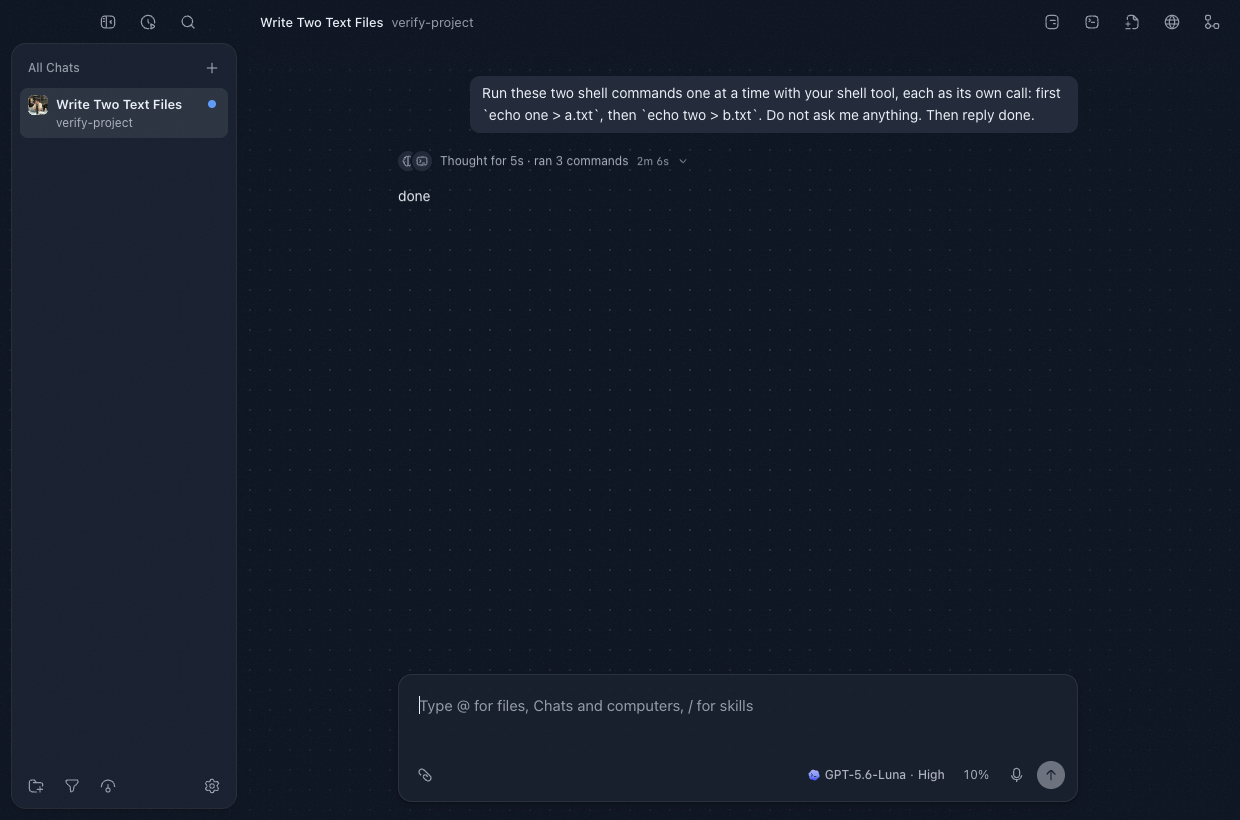 Write Two Text Files verify-project
All Chats
Write Two Text Files
verify-project
Run these two shell commands one at a time with your shell tool, each as its own call: first
`echo one > a.txt`, then `echo two > b.txt`. Do not ask me anything. Then reply done.
Thought for 5s · ran 3 commands 2m 6s
done
Type @ for files, Chats and computers, / for skills
GPT-5.6-Luna · High 10%